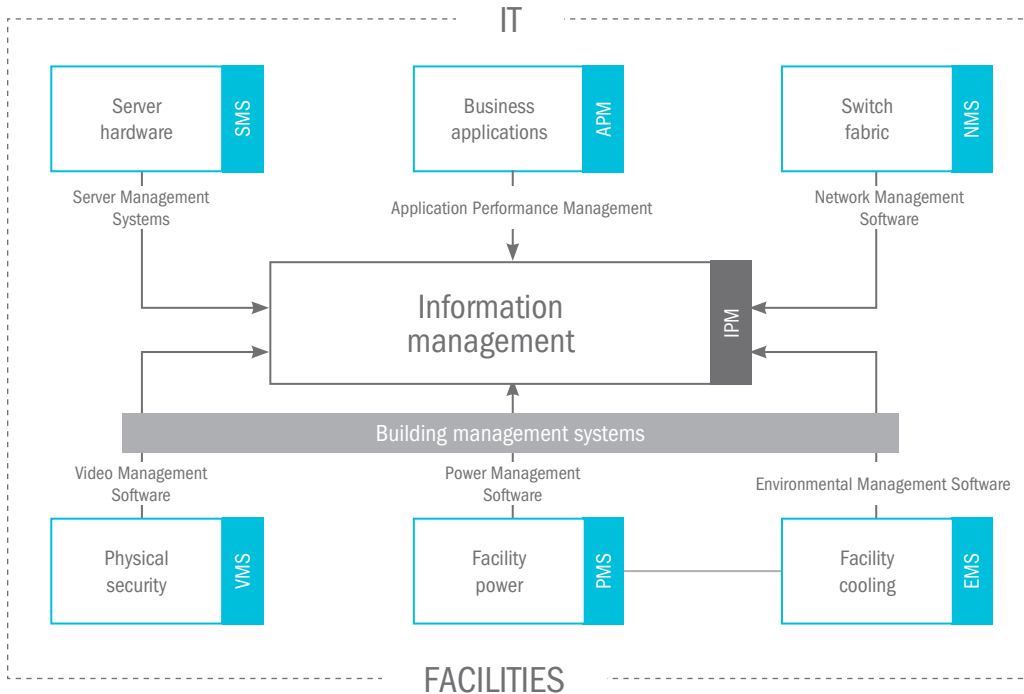 IT
Server
hardware
SMS
Business
applications
APM
Switch
fabric
NMS
Server Management
Systems
Application Performance Management
Network Management
Software
Information
management
IPM
Building management systems
Video Management
Software
Power Management
Software
Environmental Management Software
Physical
security
VMS
Facility
power
PMS
Facility
cooling
EMS
FACILITIES